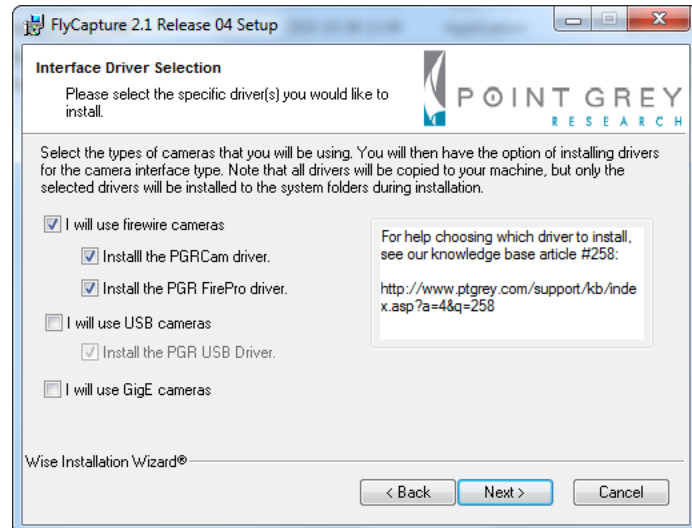 FlyCapture 2.1 Release 04 Setup
Interface Driver Selection
Please select the specific driver(s) you would like to
install.
POINT GREY
RESEARCH
Select the types of cameras that you will be using. You will then have the option of installing drivers
for the camera interface type. Note that all drivers will be copied to your machine, but only the
selected drivers will be installed to the system folders during installation.
I will use firewire cameras
Installl the PGRCam driver.
Install the PGR FirePro driver.
I will use USB cameras
Install the PGR USB Driver.
I will use GigE cameras
For help choosing which driver to install,
see our knowledge base article #258:
http://www.ptgrey.com/support/kb/inde
x.asp?a=4&q=258
Wise Installation Wizard®
< Back
Next >
Cancel